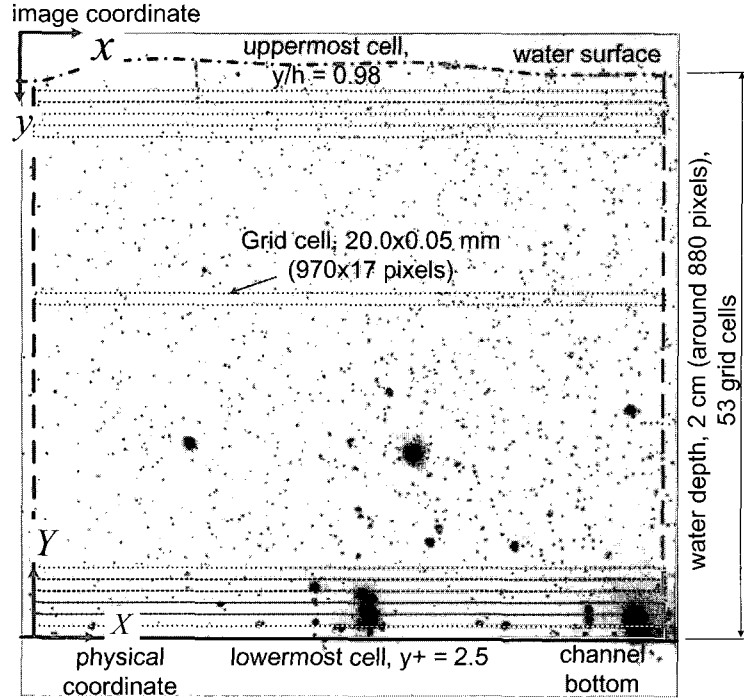 image coordinate
x
uppermost cell,
y/h = 0.98
water surface
y
Grid cell, 20.0x0.05 mm
(970x17 pixels)
water depth, 2 cm (around 880 pixels),
53 grid cells
Y
X
physical
coordinate
lowermost cell, y+ = 2.5
channel
bottom